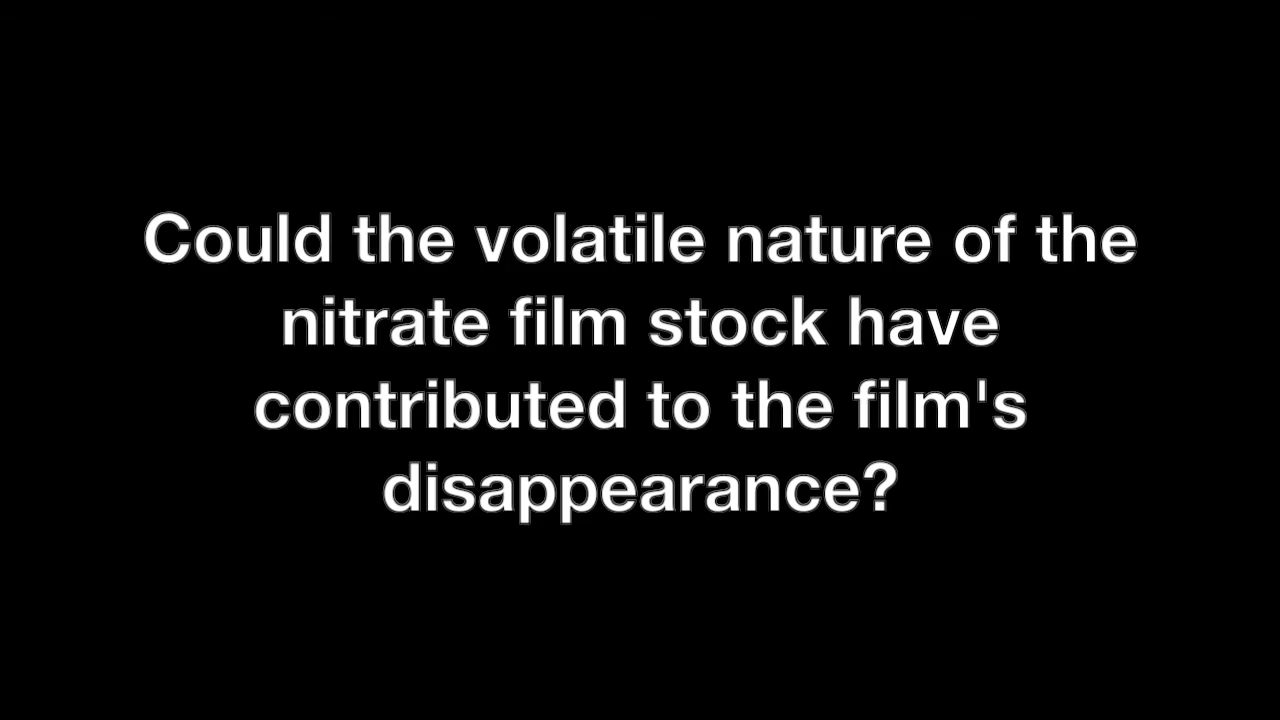 Could the volatile nature of the
nitrate film stock have
contributed to the film's
disappearance?